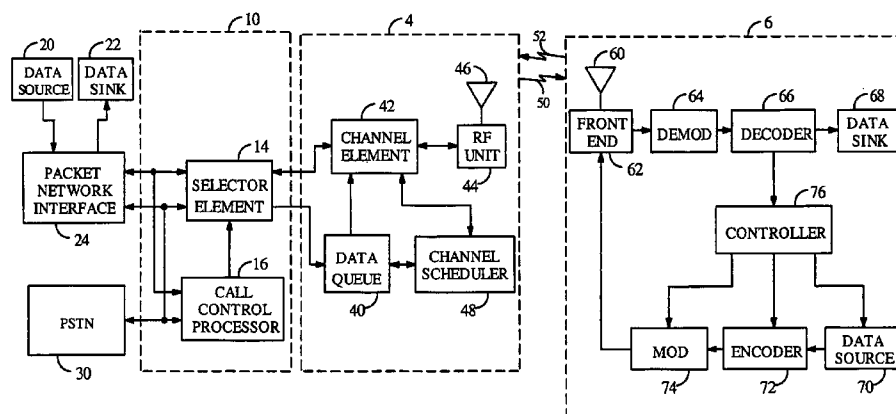 10
4
6
20
22
DATA
SOURCE
DATA
SINK
PACKET
NETWORK
INTERFACE
24
PSTN
30
14
SELECTOR
ELEMENT
16
CALL
CONTROL
PROCESSOR
42
CHANNEL
ELEMENT
46
RF
UNIT
44
DATA
QUEUE
40
CHANNEL
SCHEDULER
48
52
50
60
FRONT
END
62
64
DEMOD
66
DECODER
68
DATA
SINK
76
CONTROLLER
MOD
74
ENCODER
72
DATA
SOURCE
70